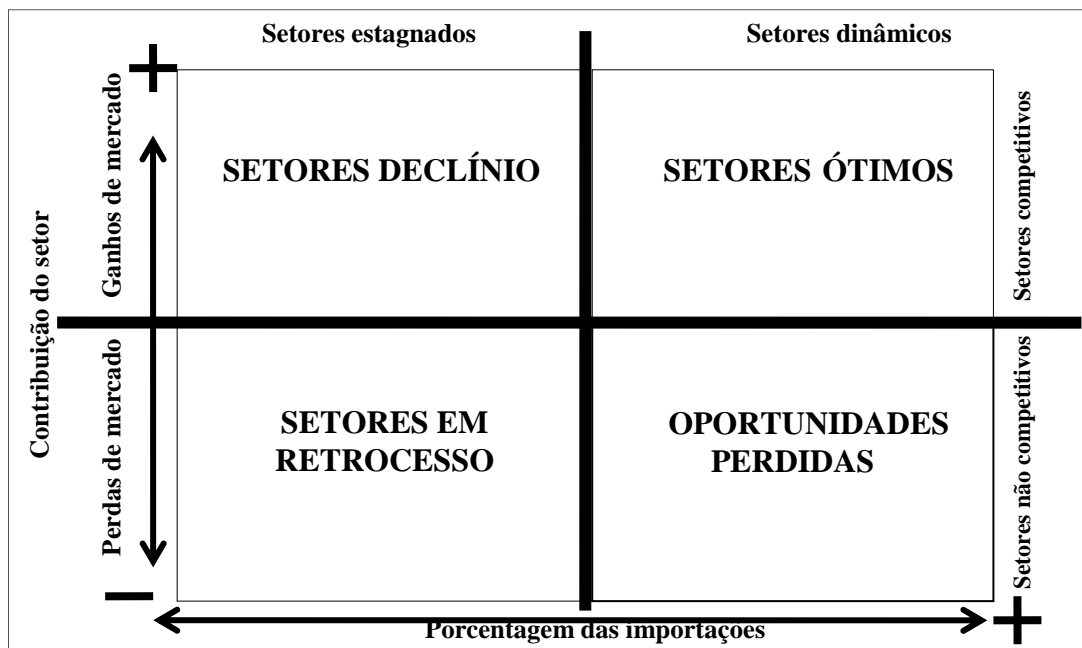 Setores estagnados
Setores dinâmicos
Contribuição do setor
Ganhos de mercado
Perdas de mercado
SETORES DECLÍNIO
SETORES ÓTIMOS
SETORES EM
RETROCESSO
OPORTUNIDADES
PERDIDAS
Setores competitivos
Setores não competitivos
Porcentagem das importações